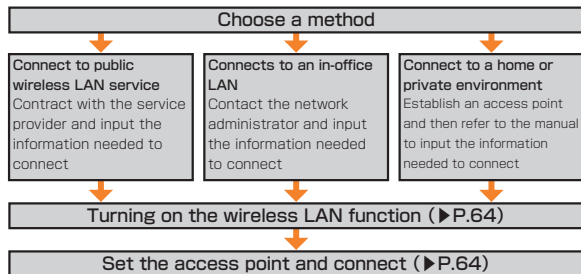 Choose a method
Connect to public
wireless LAN service
Contract with the service
provider and input the
information needed to
connect
Connects to an in-office
LAN
Contact the network
administrator and input
the information needed
to connect
Connect to a home or
private environment
Establish an access point
and then refer to the manual
to input the information
needed to connect
Turning on the wireless LAN function (▶P.64)
Set the access point and connect (▶P.64)